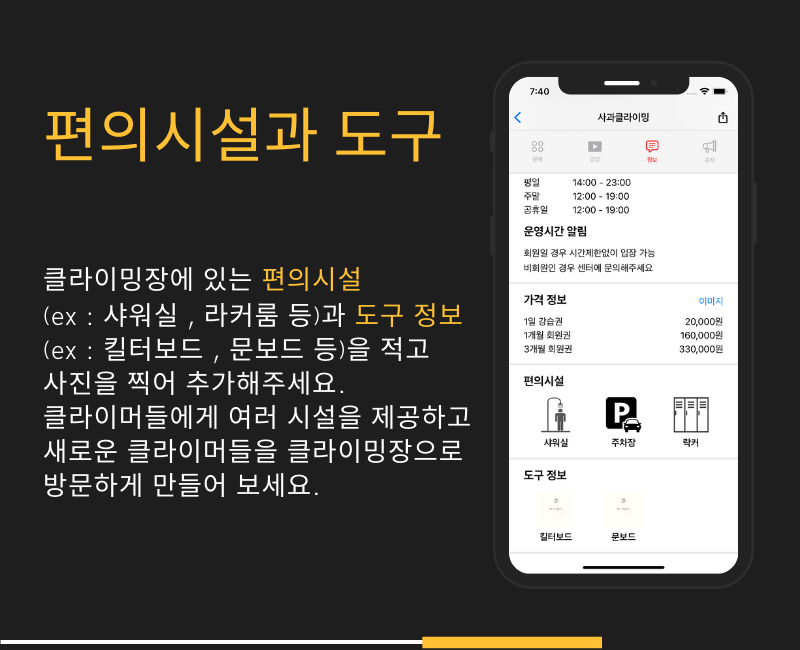 편의시설과 도구
클라이밍장에 있는 편의시설
(ex : 샤워실 , 라커룸 등)과 도구 정보
(ex : 킬터보드 , 문보드 등)을 적고
사진을 찍어 추가해주세요.
클라이머들에게 여러 시설을 제공하고
새로운 클라이머들을 클라이밍장으로
방문하게 만들어 보세요.
7:40
사과클라이밍
문제 영상 정보 공지
평일 14:00 - 23:00
주말 12:00 - 19:00
공휴일 12:00 - 19:00
운영시간 알림
회원일 경우 시간제한없이 입장 가능
비회원인 경우 센터에 문의해주세요
가격 정보 이미지
1일 강습권 20,000원
1개월 회원권 160,000원
3개월 회원권 330,000원
편의시설
P
샤워실 주차장 락커
도구 정보
킬터보드 문보드